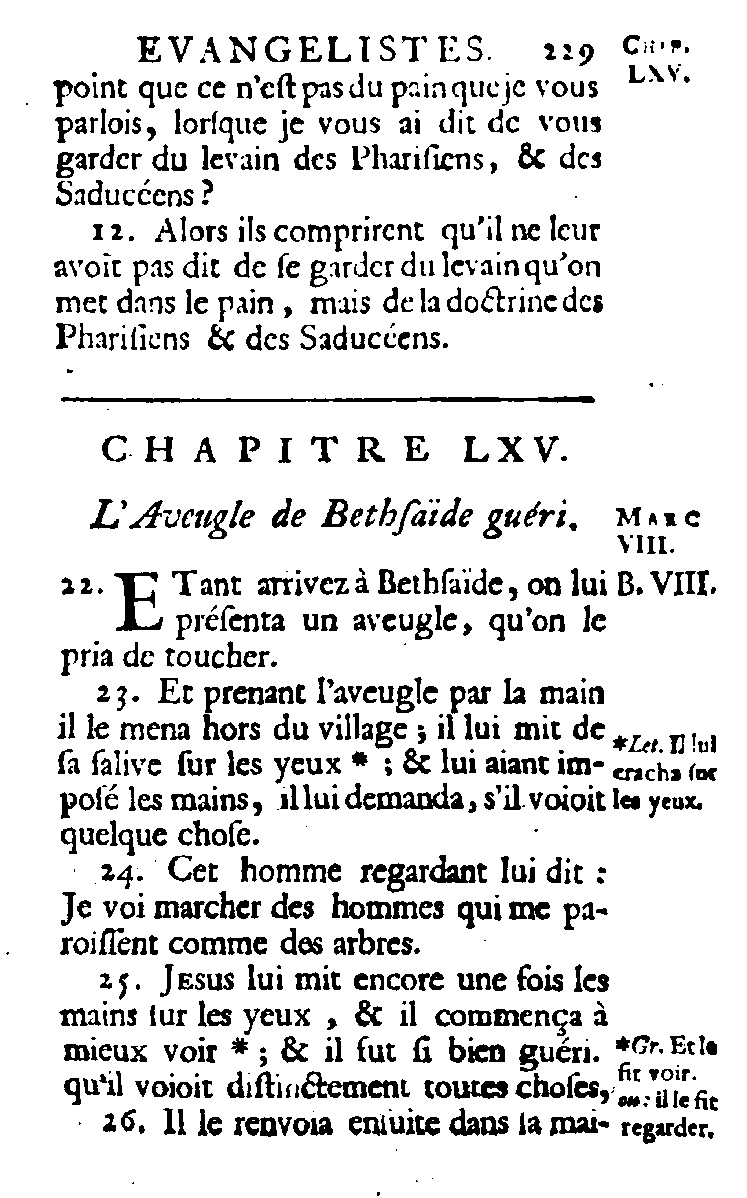 EVANGELISTES. 229
CHAP. LXV.
point que ce n'eſt pas du pain que je vous
parlois, lorſque je vous ai dit de vous
garder du levain des Phariſiens, & des
Saducéens?
12. Alors ils comprirent qu'il ne leur
avoit pas dit de ſe garder du levain qu'on
met dans le pain, mais de la doctrine des
Phariſiens & des Saducéens.
CHAPITRE LXV.
L'Aveugle de Bethſaïde guéri.
MARC
VIII.
22. ETant arrivez à Bethſaïde, on lui
B. VIII.
préſenta un aveugle, qu'on le
pria de toucher.
23. Et prenant l'aveugle par la main
il le mena hors du village; il lui mit de
ſa ſalive ſur les yeux *; & lui aiant im-
poſé les mains, il lui demanda, s'il voioit
quelque choſe.
*Let. Il lui
cracha ſur
les yeux.
24. Cet homme regardant lui dit:
Je voi marcher des hommes qui me pa-
roiſſent comme des arbres.
25. JESUS lui mit encore une fois les
mains ſur les yeux, & il commença à
mieux voir *; & il fut ſi bien guéri.
qu'il voioit diſtinctement toutes choſes,
26. Il le renvoia enſuite dans ſa mai-
*Gr. Et le
fit voir.
ou: il le fit
regarder.